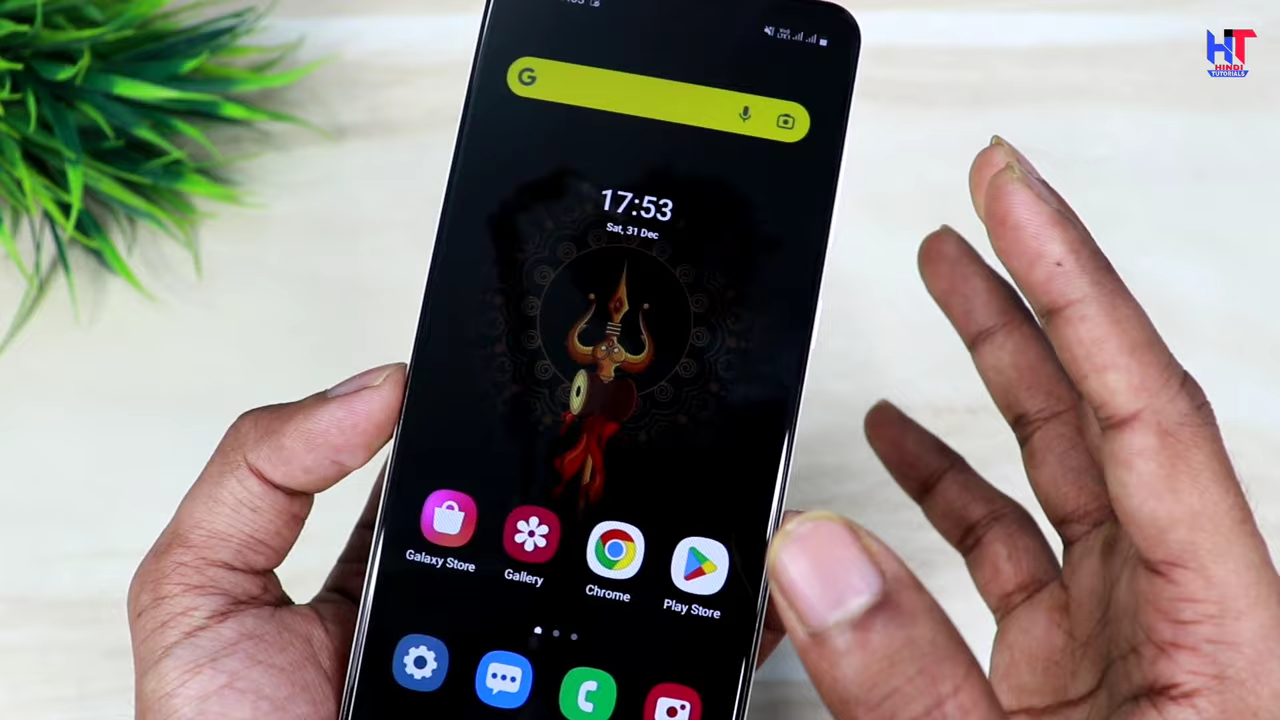 17:53
Sat, 31 Dec
Galaxy Store
Gallery
Chrome
Play Store
HT
HINDI
TUTORIALS